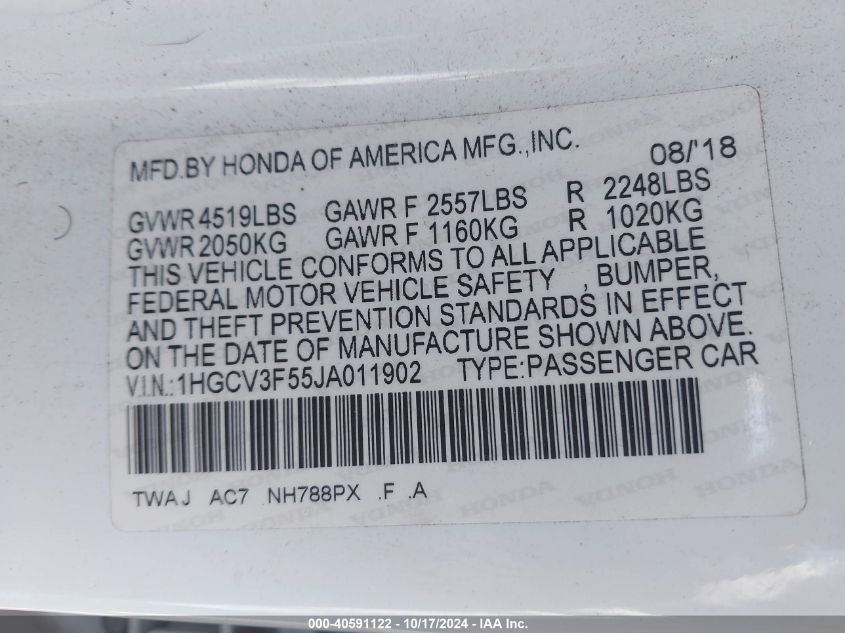 MFD.BY HONDA OF AMERICA MFG.,INC. 08/'18
GVWR 4519LBS GAWR F 2557LBS R 2248LBS
GVWR 2050KG GAWR F 1160KG R 1020KG
THIS VEHICLE CONFORMS TO ALL APPLICABLE
FEDERAL MOTOR VEHICLE SAFETY , BUMPER,
AND THEFT PREVENTION STANDARDS IN EFFECT
ON THE DATE OF MANUFACTURE SHOWN ABOVE.
V.I.N.:1HGCV3F55JA011902 TYPE:PASSENGER CAR
TWAJ AC7 NH788PX .F .A
HONDA HONDA HONDA
000-40591122 - 10/17/2024 - IAA Inc.